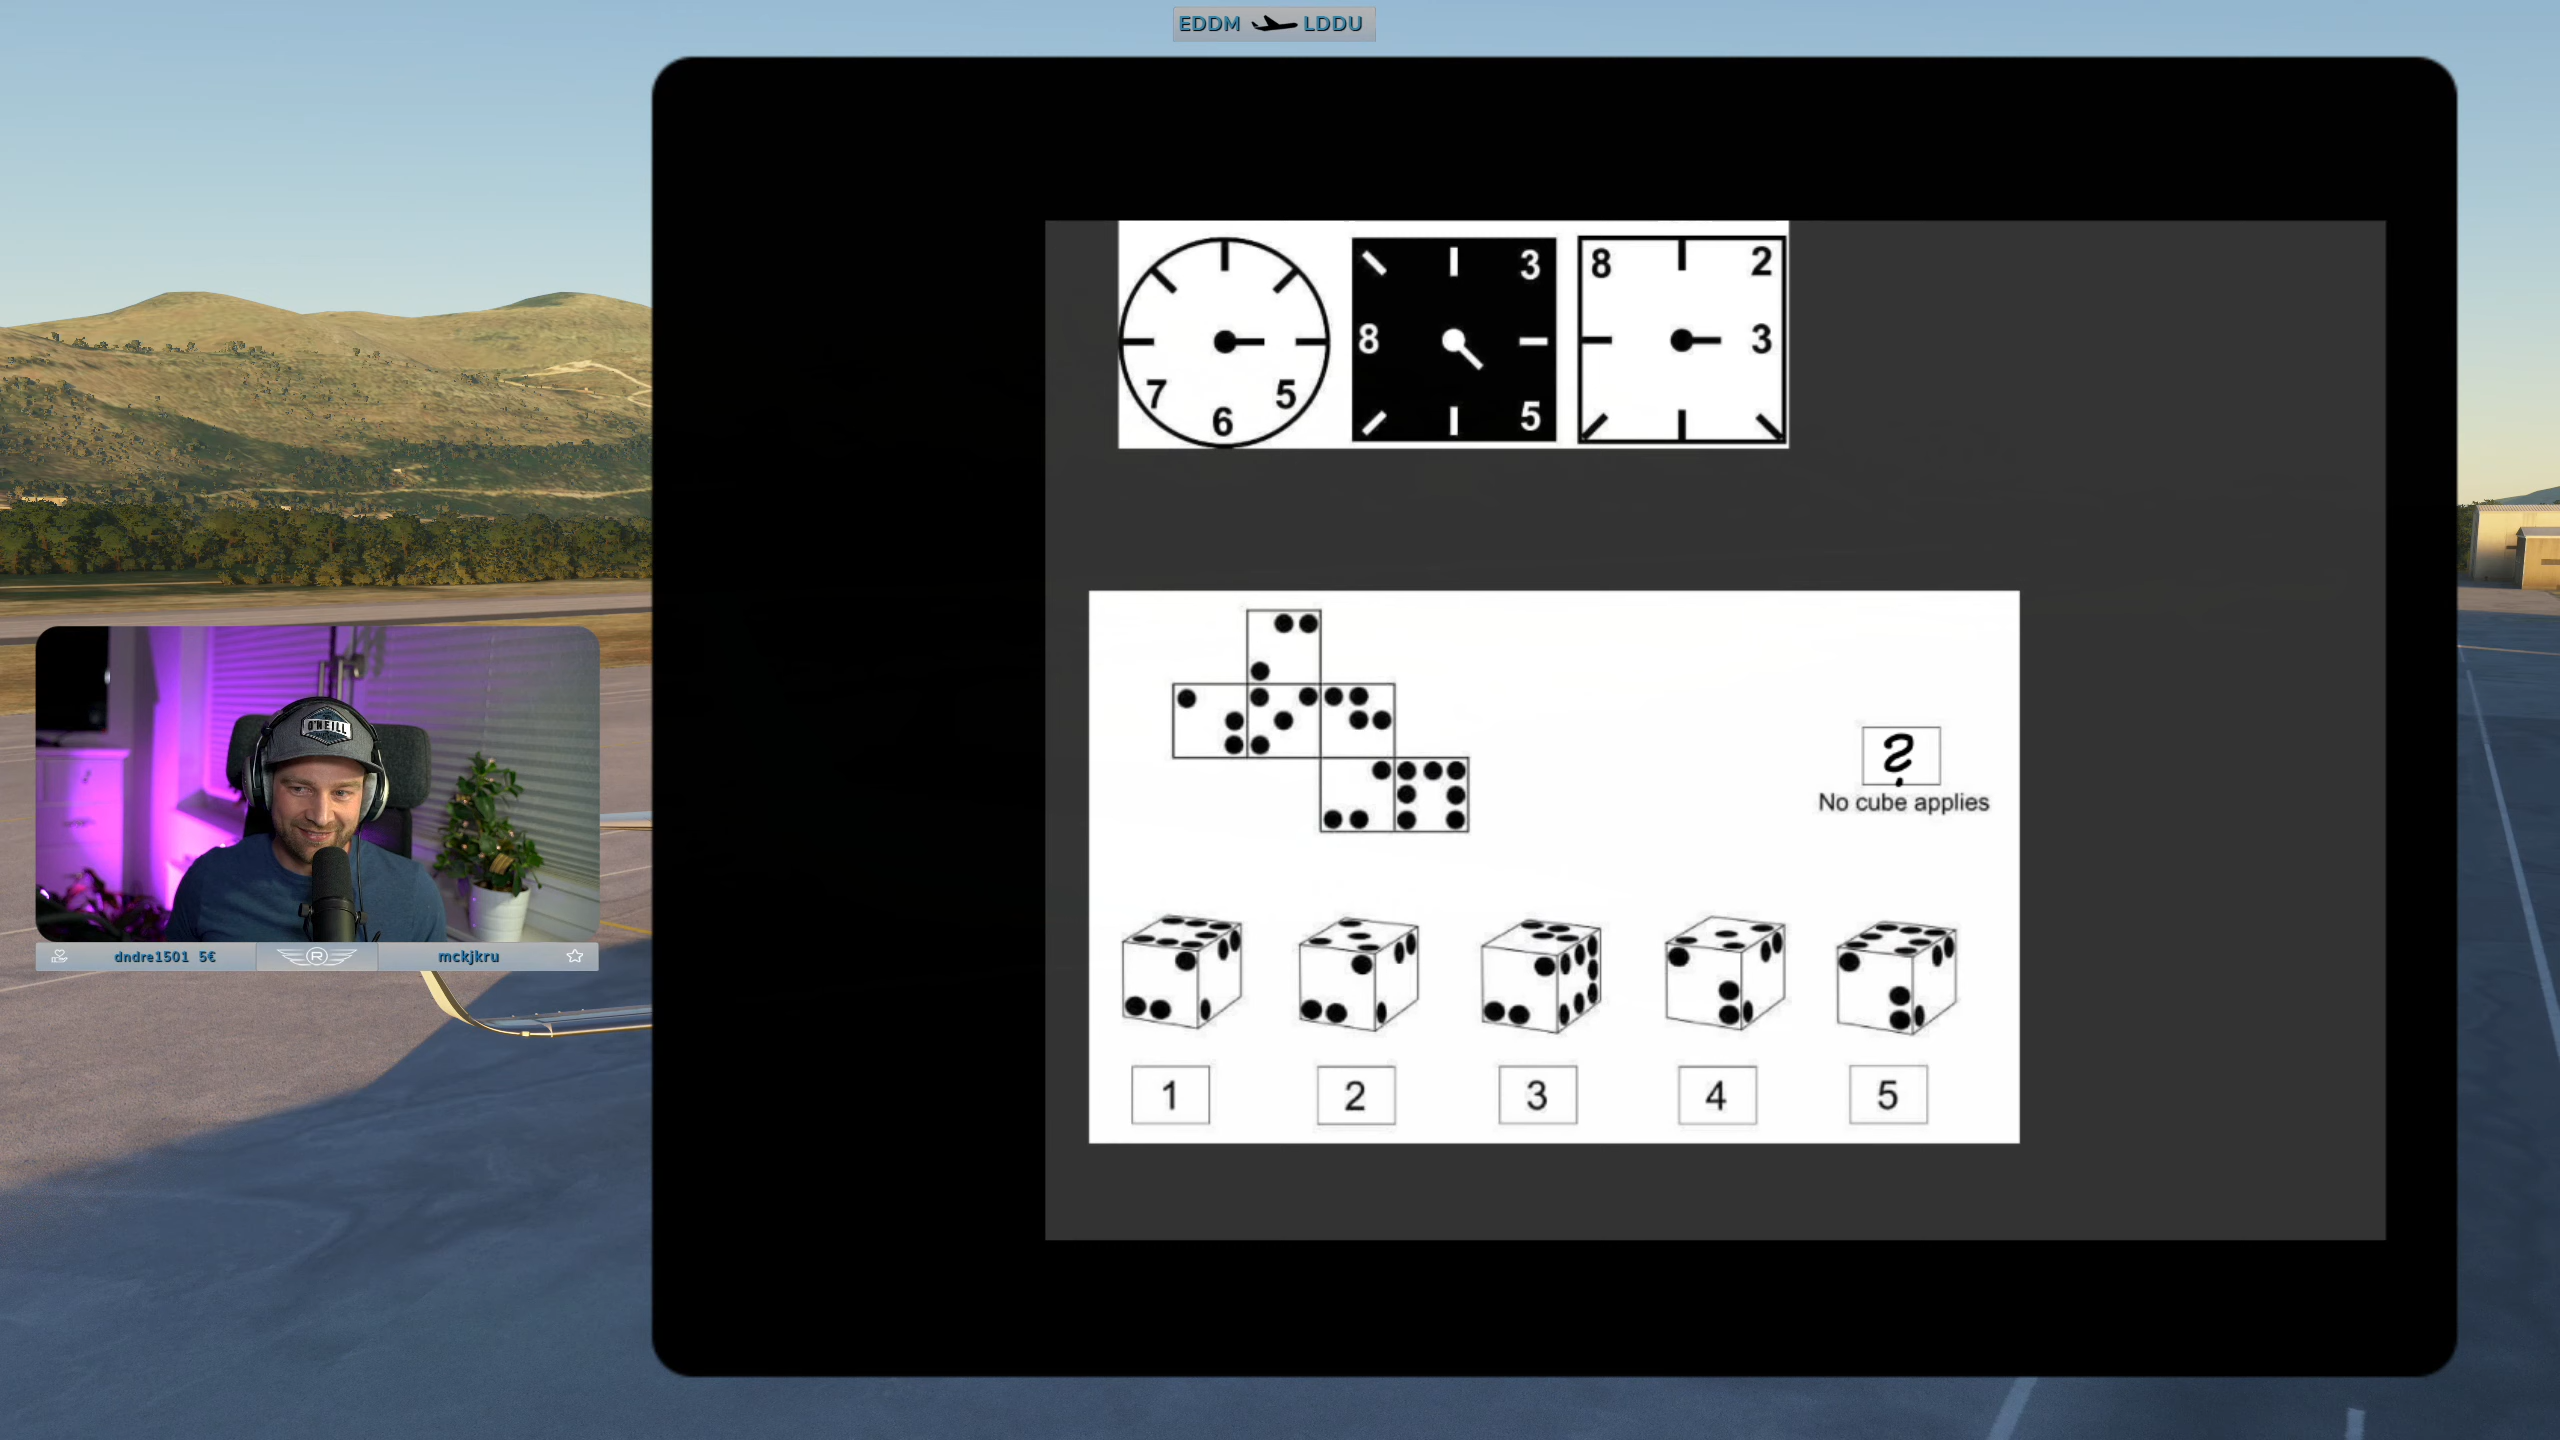 EDDM LDDU
7 6 5
3
8
5
8 2
3
?
No cube applies
O'NEILL
dndre1501 5€ R mckjkru
1 2 3 4 5